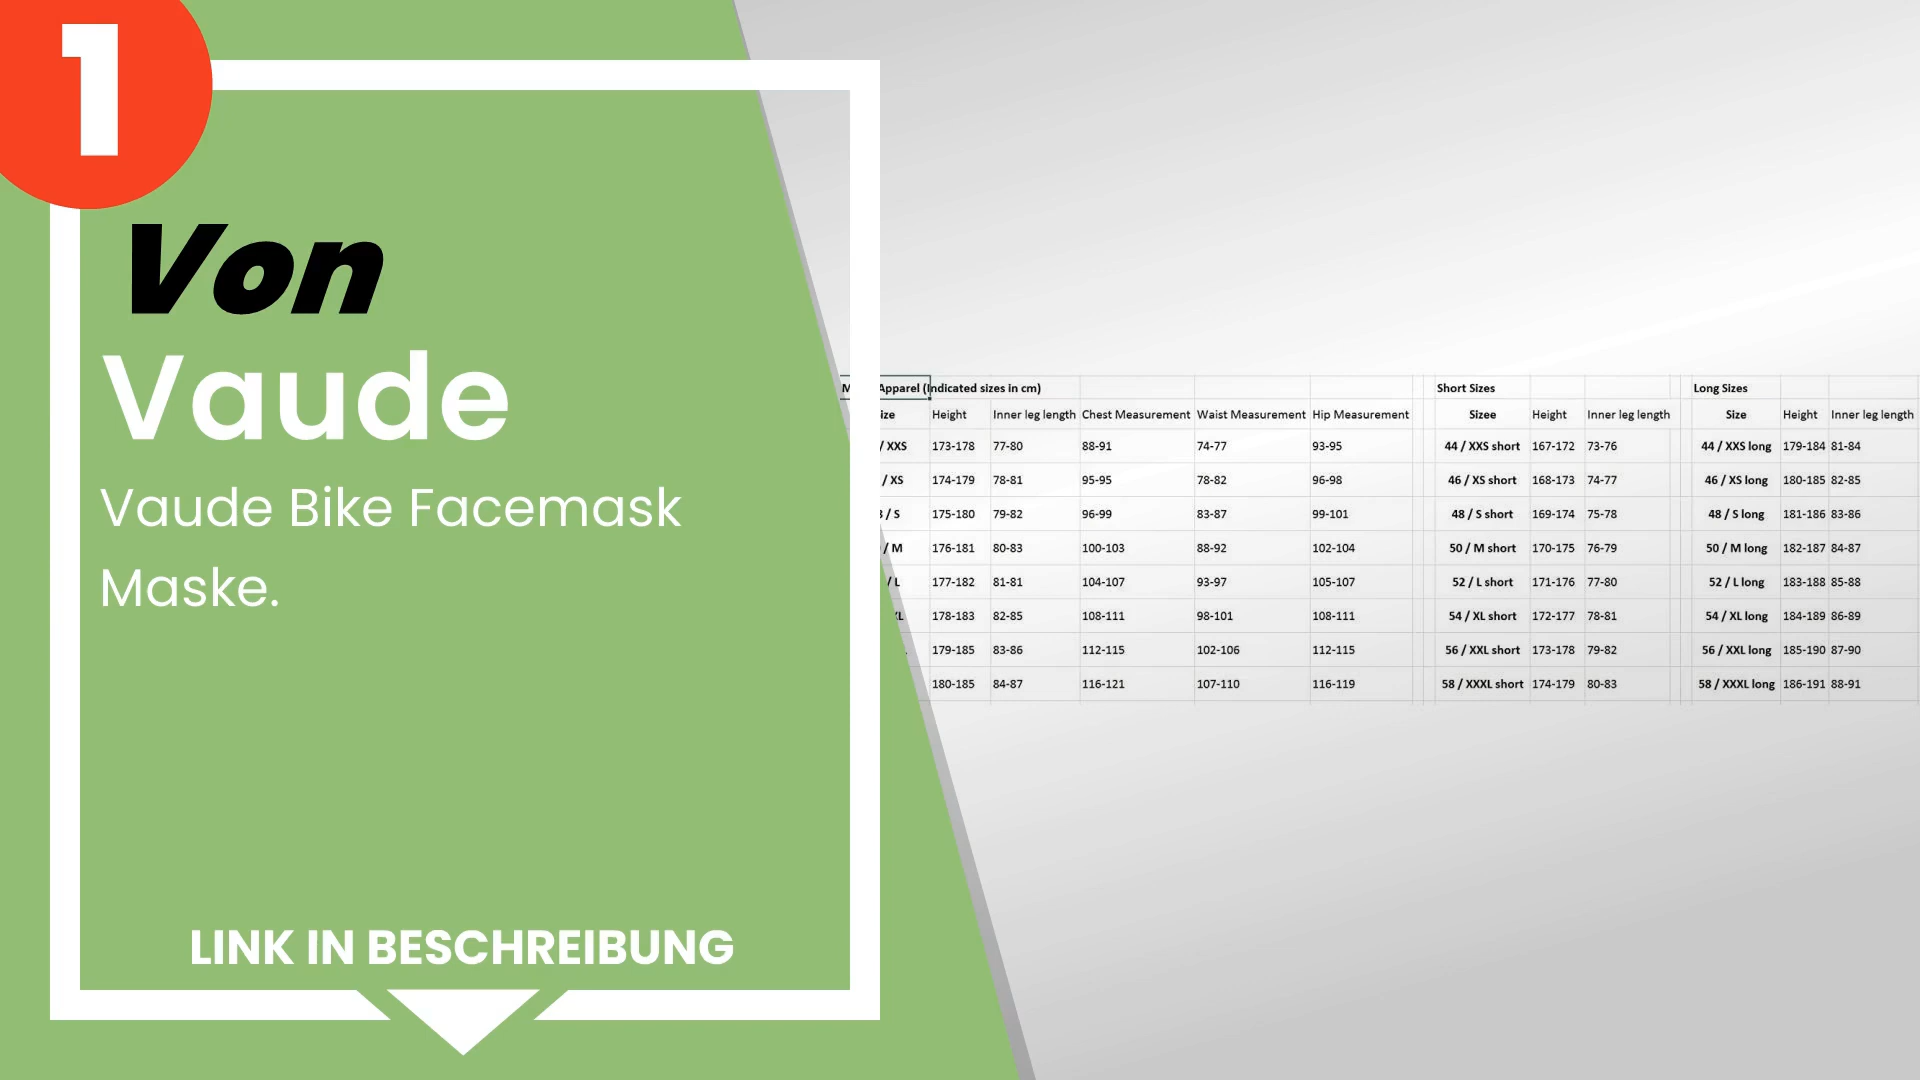 1
Von
Vaude
Vaude Bike Facemask
Maske.
LINK IN BESCHREIBUNG
Apparel (Indicated sizes in cm) Short Sizes Long Sizes
Height Inner leg length Chest Measurement Waist Measurement Hip Measurement Sizee Height Inner leg length Size Height Inner leg length
/ XXS 173-178 77-80 88-91 74-77 93-95 44 / XXS short 167-172 73-76 44 / XXS long 179-184 81-84
/ XS 174-179 78-81 95-95 78-82 96-98 46 / XS short 168-173 74-77 46 / XS long 180-185 82-85
/ S 175-180 79-82 96-99 83-87 99-101 48 / S short 169-174 75-78 48 / S long 181-186 83-86
/ M 176-181 80-83 100-103 88-92 102-104 50 / M short 170-175 76-79 50 / M long 182-187 84-87
/ L 177-182 81-81 104-107 93-97 105-107 52 / L short 171-176 77-80 52 / L long 183-188 85-88
178-183 82-85 108-111 98-101 108-111 54 / XL short 172-177 78-81 54 / XL long 184-189 86-89
179-185 83-86 112-115 102-106 112-115 56 / XXL short 173-178 79-82 56 / XXL long 185-190 87-90
180-185 84-87 116-121 107-110 116-119 58 / XXXL short 174-179 80-83 58 / XXXL long 186-191 88-91